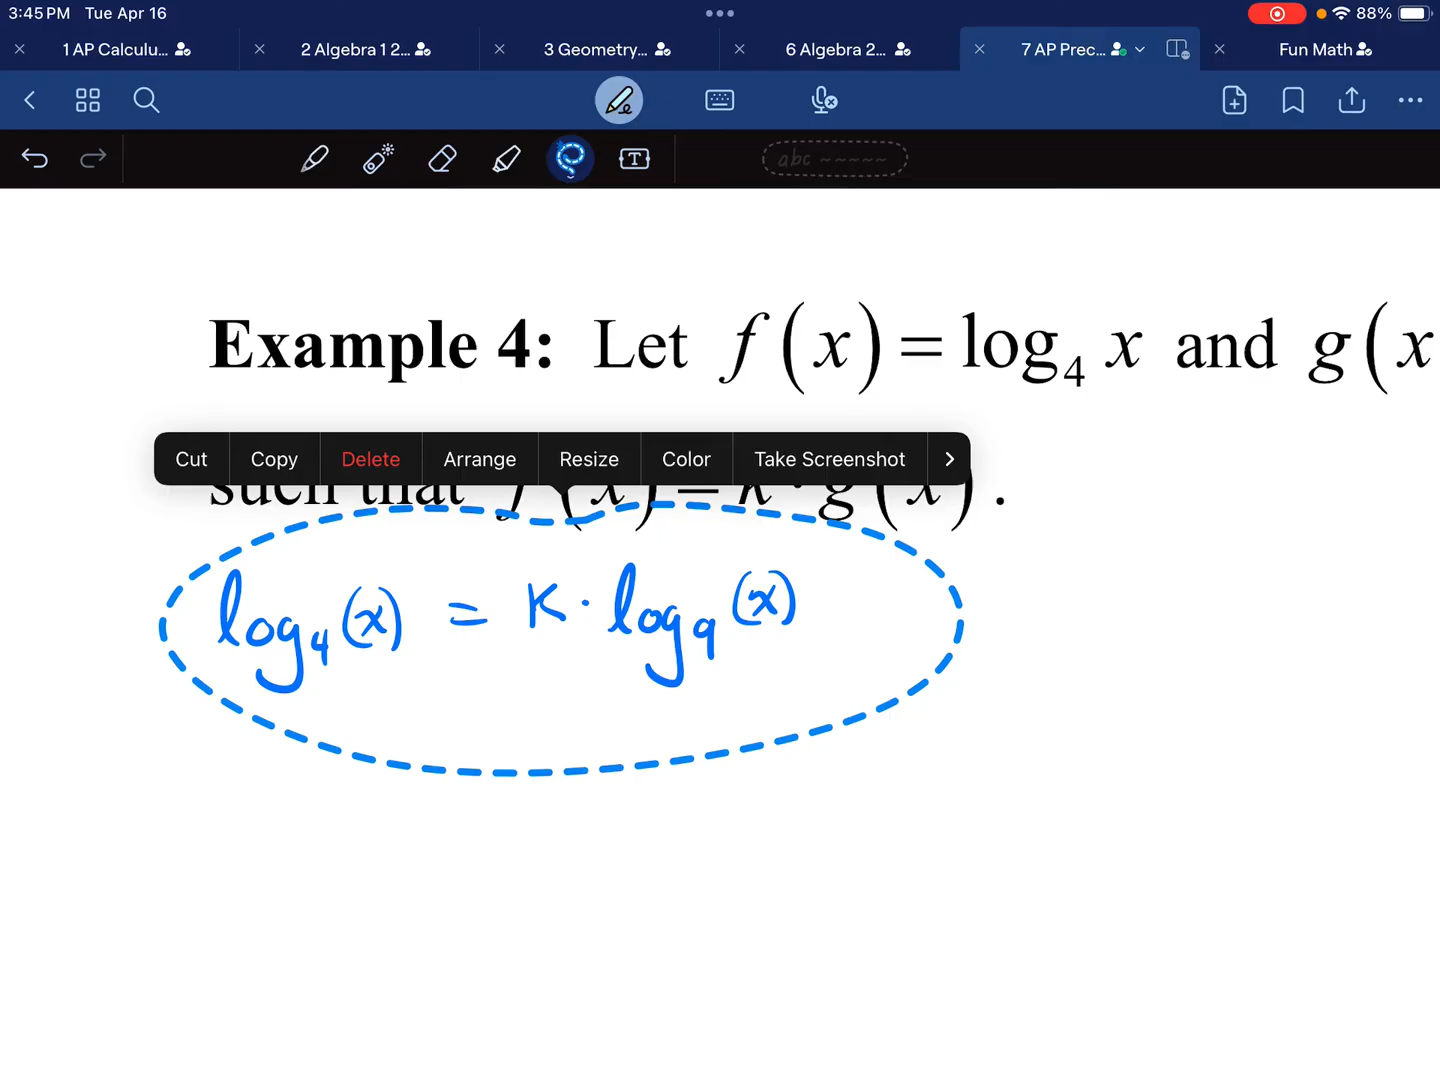 3:45 PM Tue Apr 16 88%
1 AP Calculu... 2 Algebra 1 2... 3 Geometry... 6 Algebra 2... 7 AP Prec... Fun Math
T abc
Example 4: Let f(x) = log₄ x and g(x
Cut Copy Delete Arrange Resize Color Take Screenshot
such that f(x) = k · g(x).
log₄(x) = K · log₉(x)